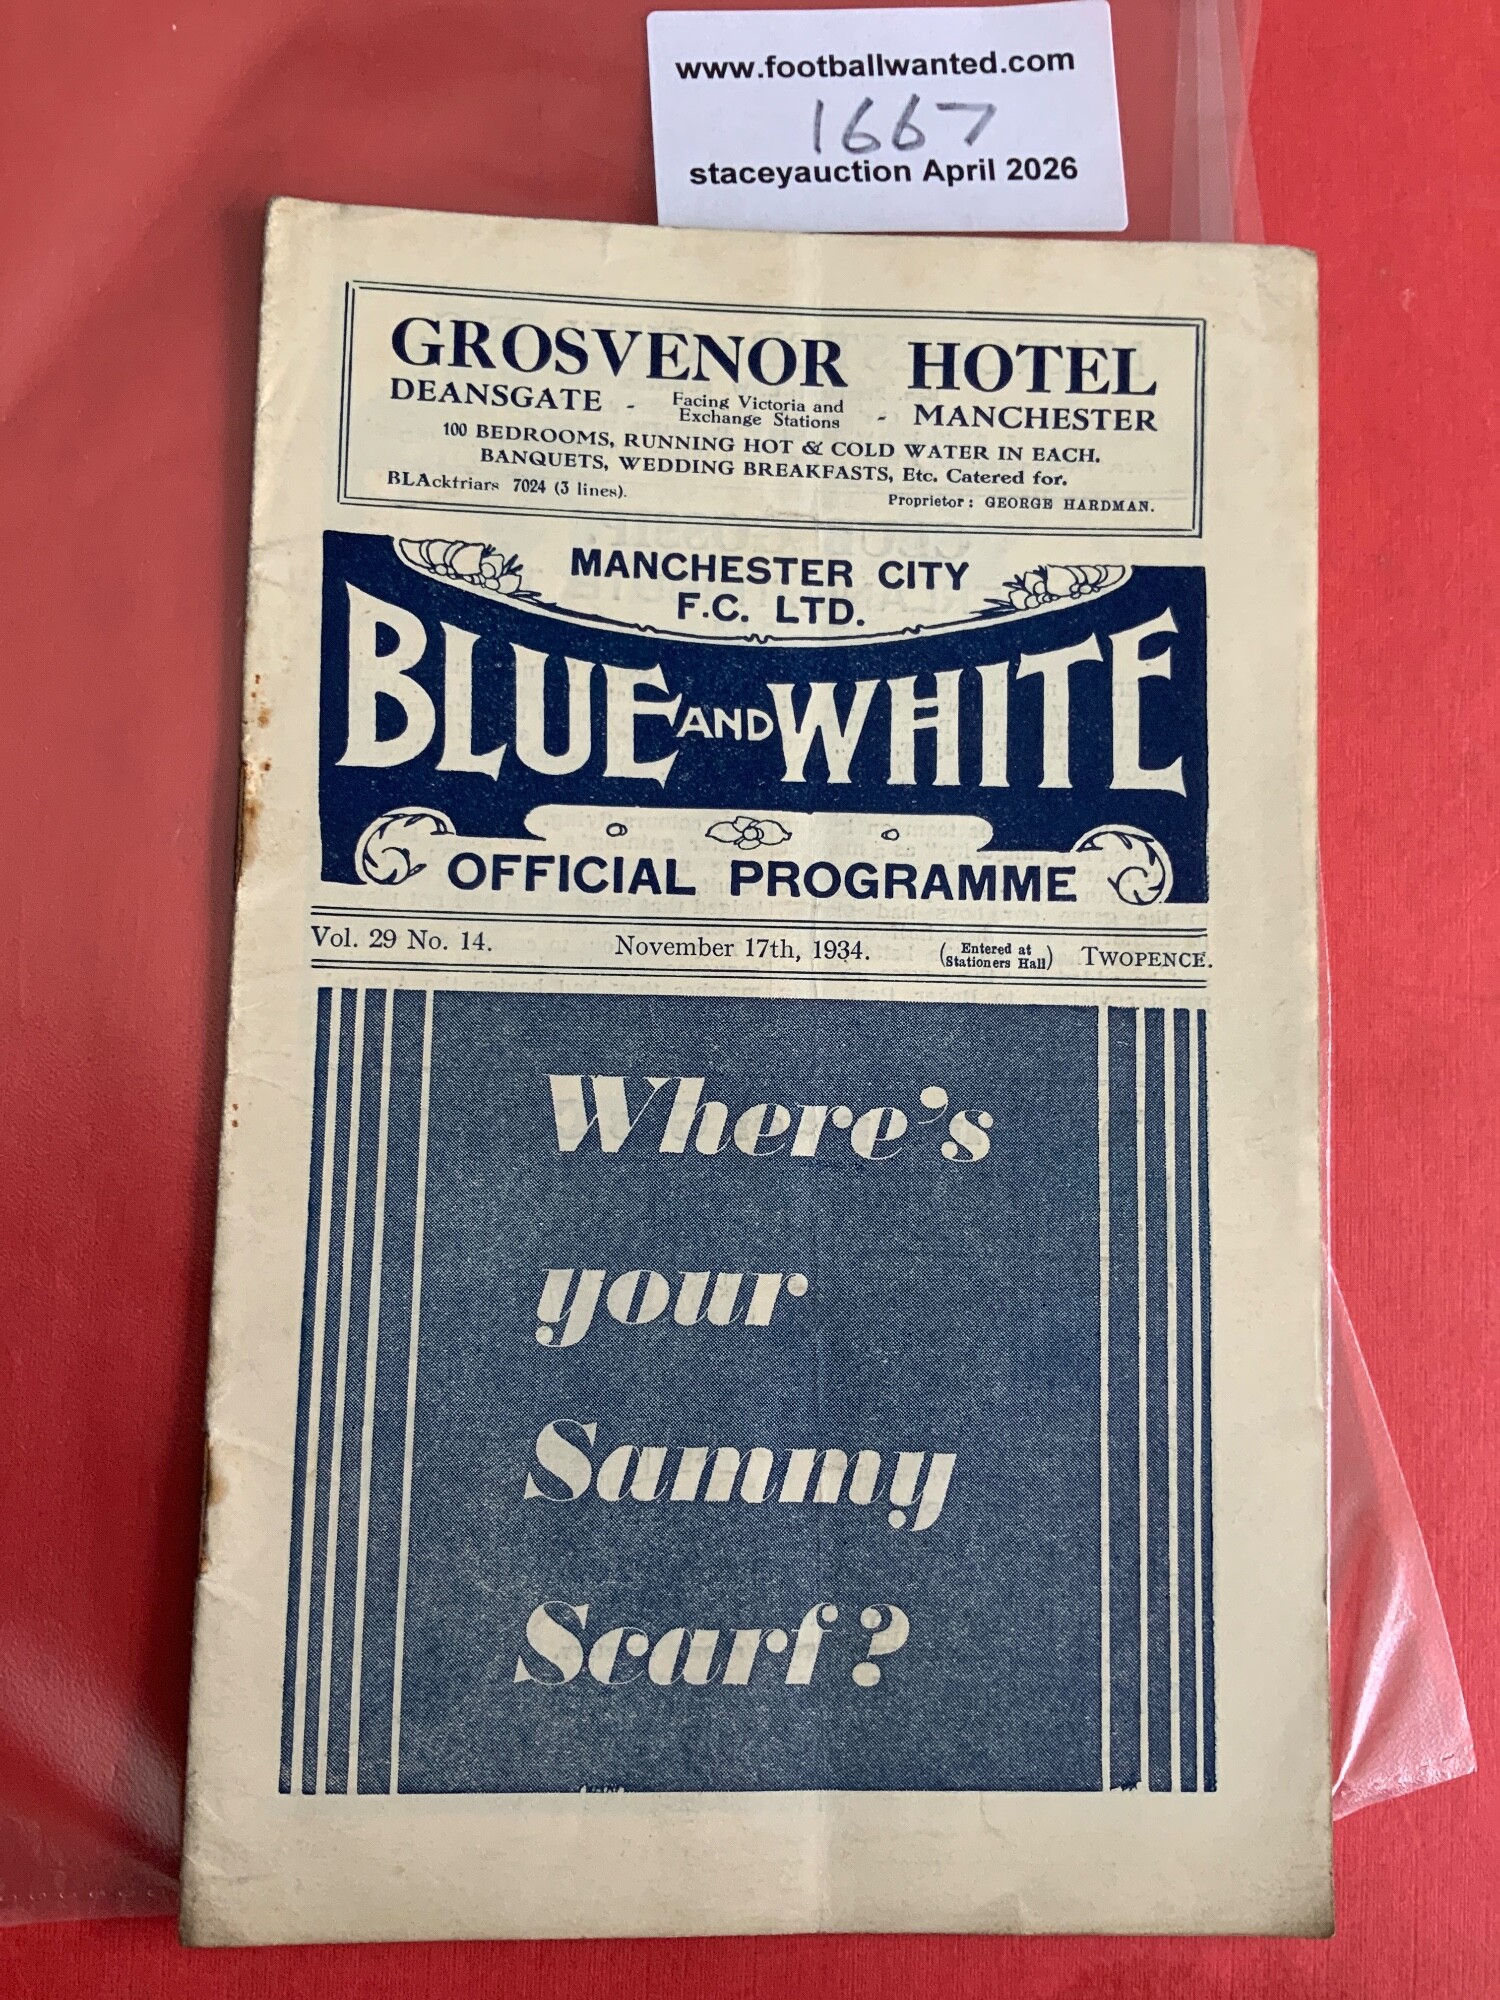 www.footballwanted.com
1667
staceyauction April 2026
GROSVENOR HOTEL
DEANSGATE - Facing Victoria and Exchange Stations - MANCHESTER
100 BEDROOMS, RUNNING HOT & COLD WATER IN EACH.
BANQUETS, WEDDING BREAKFASTS, Etc. Catered for.
BLAckfriars 7024 (3 lines). Proprietor: GEORGE HARDMAN.
MANCHESTER CITY
F.C. LTD.
BLUE AND WHITE
OFFICIAL PROGRAMME
Vol. 29 No. 14. November 17th, 1934. (Entered at Stationers Hall) TWOPENCE.
Where's
your
Sammy
Scarf?